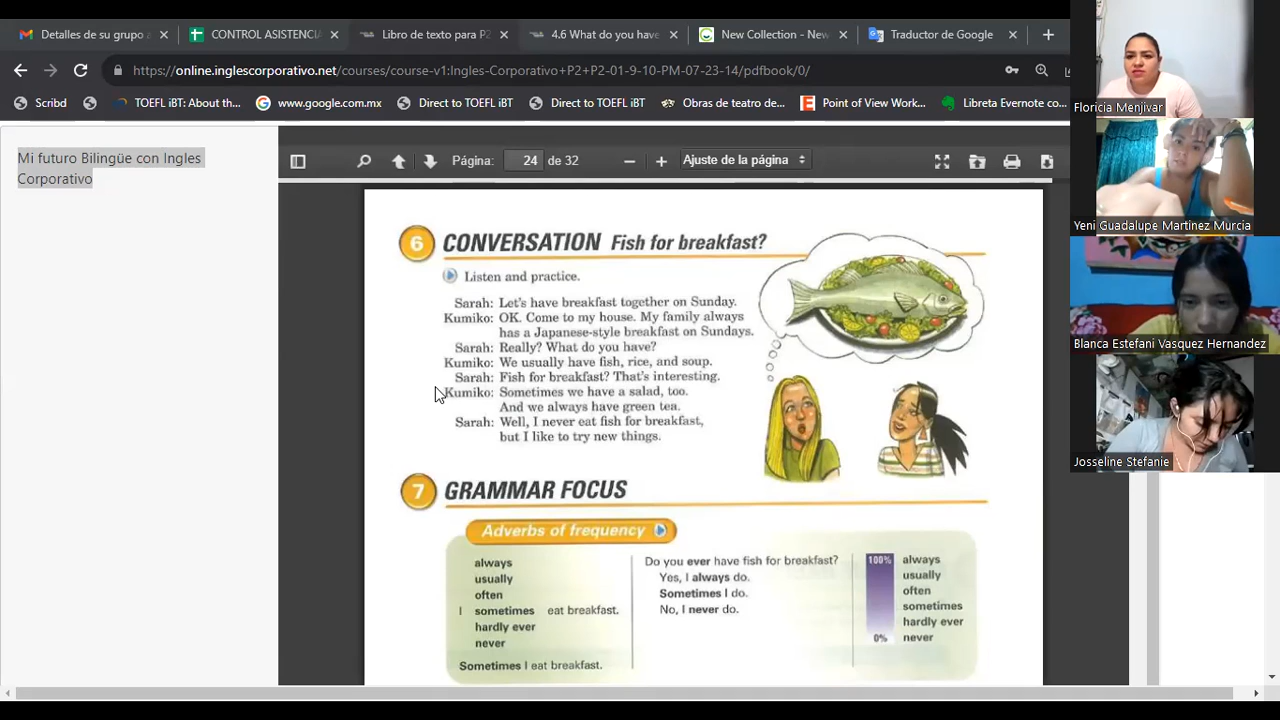 Detalles de su grupo
CONTROL ASISTENCIA
Libro de texto para P2
4.6 What do you have
New Collection - New
Traductor de Google
https://online.inglescorporativo.net/courses/course
ngles-Corporativo+P2+P2-01-9-10-PM-07-23-14/pdfbook/0/
Scribd
TOEFL iBT: About th...
www.google.com.mx
Direct to TOEFL iBT
Direct to TOEFL iBT
Obras de teatro de...
Point of View Work...
Libreta Evernote co...
Mi futuro Bilingüe con Ingles
Corporativo
Página: 24 de 32
Ajuste de la página
6 CONVERSATION Fish for breakfast?
Listen and practice.
Sarah: Let's have breakfast together on Sunday.
Kumiko: OK. Come to my house. My family always
has a Japanese-style breakfast on Sundays.
Sarah: Really? What do you have?
Kumiko: We usually have fish, rice, and soup.
Sarah: Fish for breakfast? That's interesting.
Kumiko: Sometimes we have a salad, too.
And we always have green tea.
Sarah: Well, I never eat fish for breakfast,
but I like to try new things.
7 GRAMMAR FOCUS
Adverbs of frequency
always
usually
often
I sometimes eat breakfast.
hardly ever
never
Sometimes I eat breakfast.
Do you ever have fish for breakfast?
Yes, I always do.
Sometimes I do.
No, I never do.
100% always
usually
often
sometimes
hardly ever
0% never
Floricia Menjivar
Yeni Guadalupe Martínez Murcia
Blanca Estefani Vasquez Hernandez
Josseline Stefanie